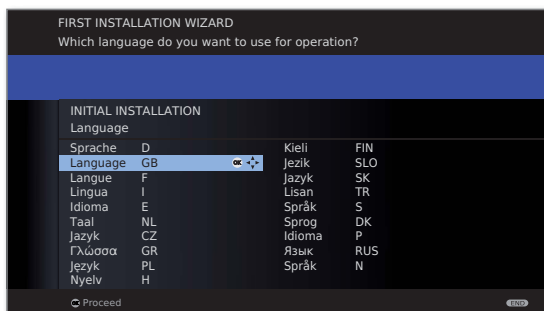 FIRST INSTALLATION WIZARD
Which language do you want to use for operation?
INITIAL INSTALLATION
Language
Sprache D Kieli FIN
Language GB OK Jezik SLO
Langue F Jazyk SK
Lingua I Lisan TR
Idioma E Språk S
Taal NL Sprog DK
Jazyk CZ Idioma P
Γλώσσα GR Язык RUS
Język PL Språk N
Nyelv H
OK Proceed END